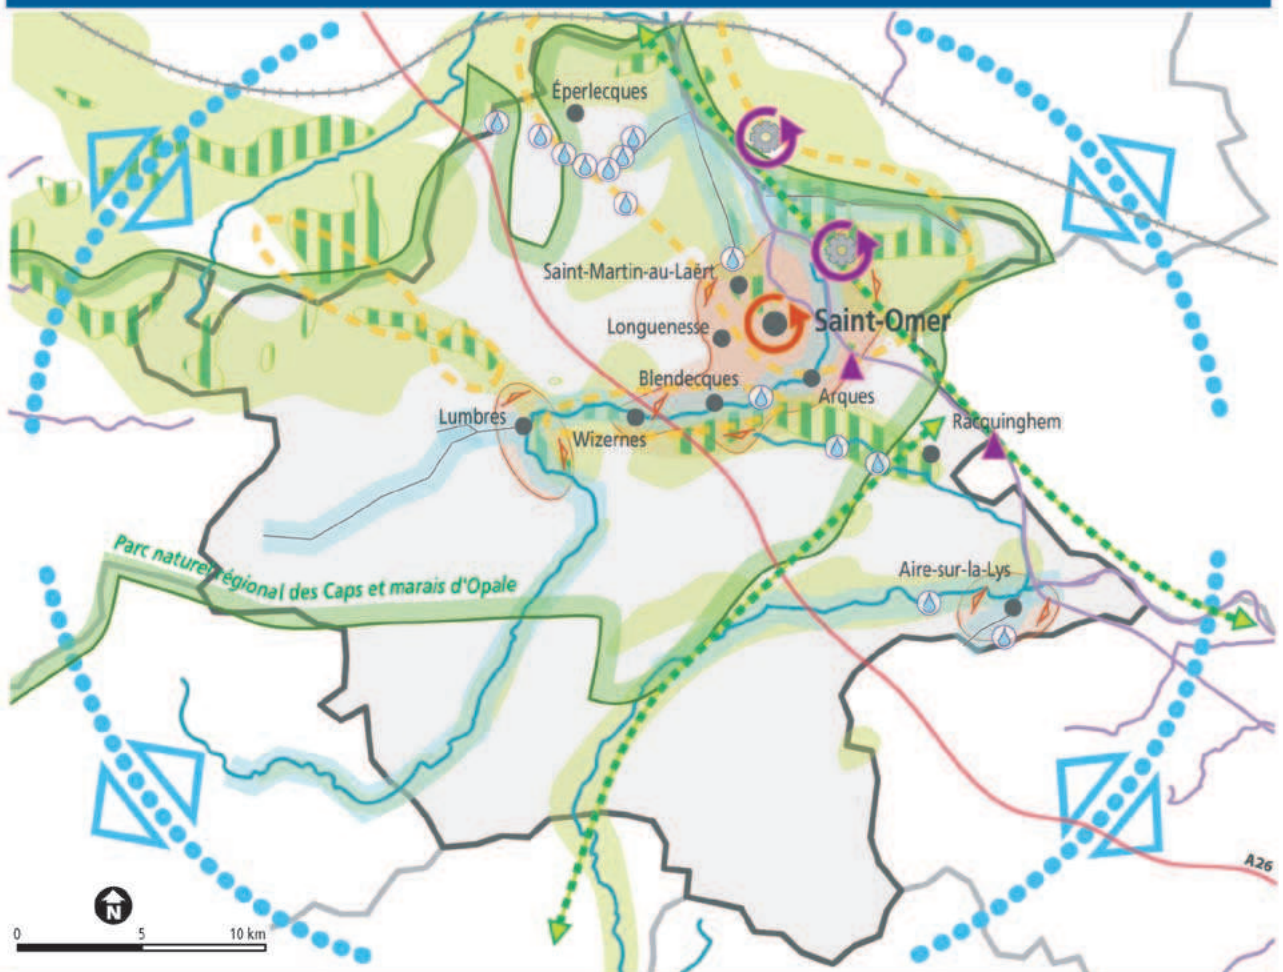 Éperlecques
Saint-Martin-au-Laërt
Longuenesse
Saint-Omer
Blendecques
Arques
Lumbres
Wizernes
Racquinghem
Parc naturel régional des Caps et marais d'Opale
Aire-sur-la-Lys
A26
N
0 5 10 km